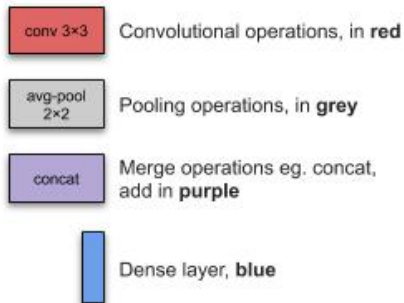 conv 3×3
Convolutional operations, in red
avg-pool
2×2
Pooling operations, in grey
concat
Merge operations eg. concat,
add in purple
Dense layer, blue